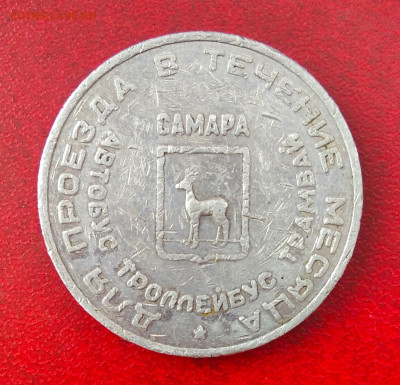 ДЛЯ ПРОЕЗДА В ТЕЧЕНИЕ МЕСЯЦА
САМАРА
АВТОБУС ТРОЛЛЕЙБУС ТРАМВАЙ